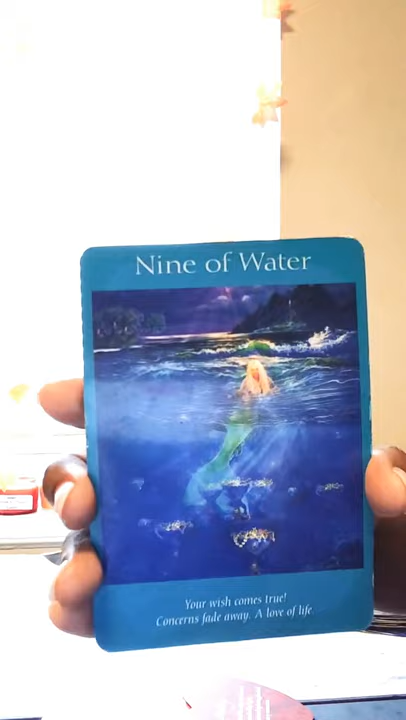 Nine of Water
Your wish comes true!
Concerns fade away. A love of life.